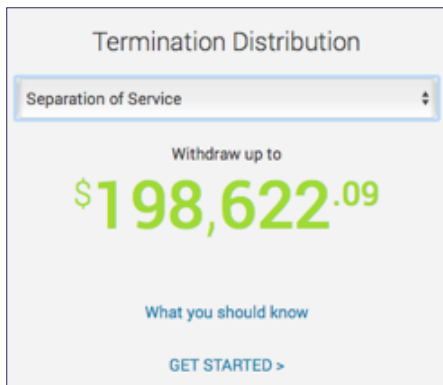 Termination Distribution
Separation of Service
Withdraw up to
$198,622.09
What you should know
GET STARTED >